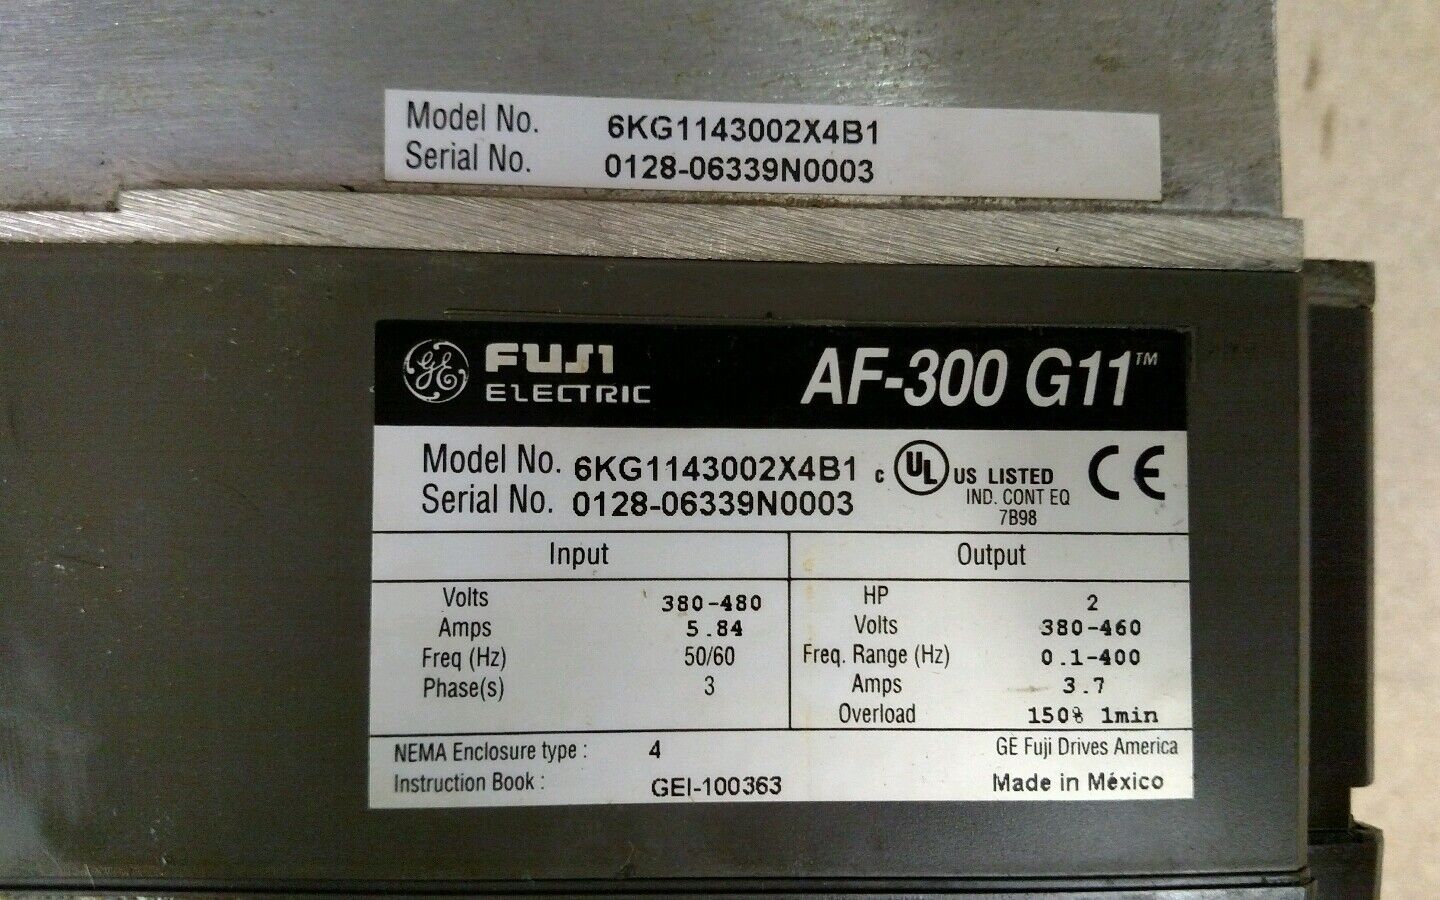 Model No. 6KG1143002X4B1
Serial No. 0128-06339N0003
GE FUJI ELECTRIC AF-300 G11™
Model No. 6KG1143002X4B1 c UL US LISTED CE
Serial No. 0128-06339N0003 IND. CONT EQ
7B98
Input Output
Volts 380-480 HP 2
Amps 5.84 Volts 380-460
Freq (Hz) 50/60 Freq. Range (Hz) 0.1-400
Phase(s) 3 Amps 3.7
Overload 150% 1min
NEMA Enclosure type : 4 GE Fuji Drives America
Instruction Book : GEI-100363 Made in México